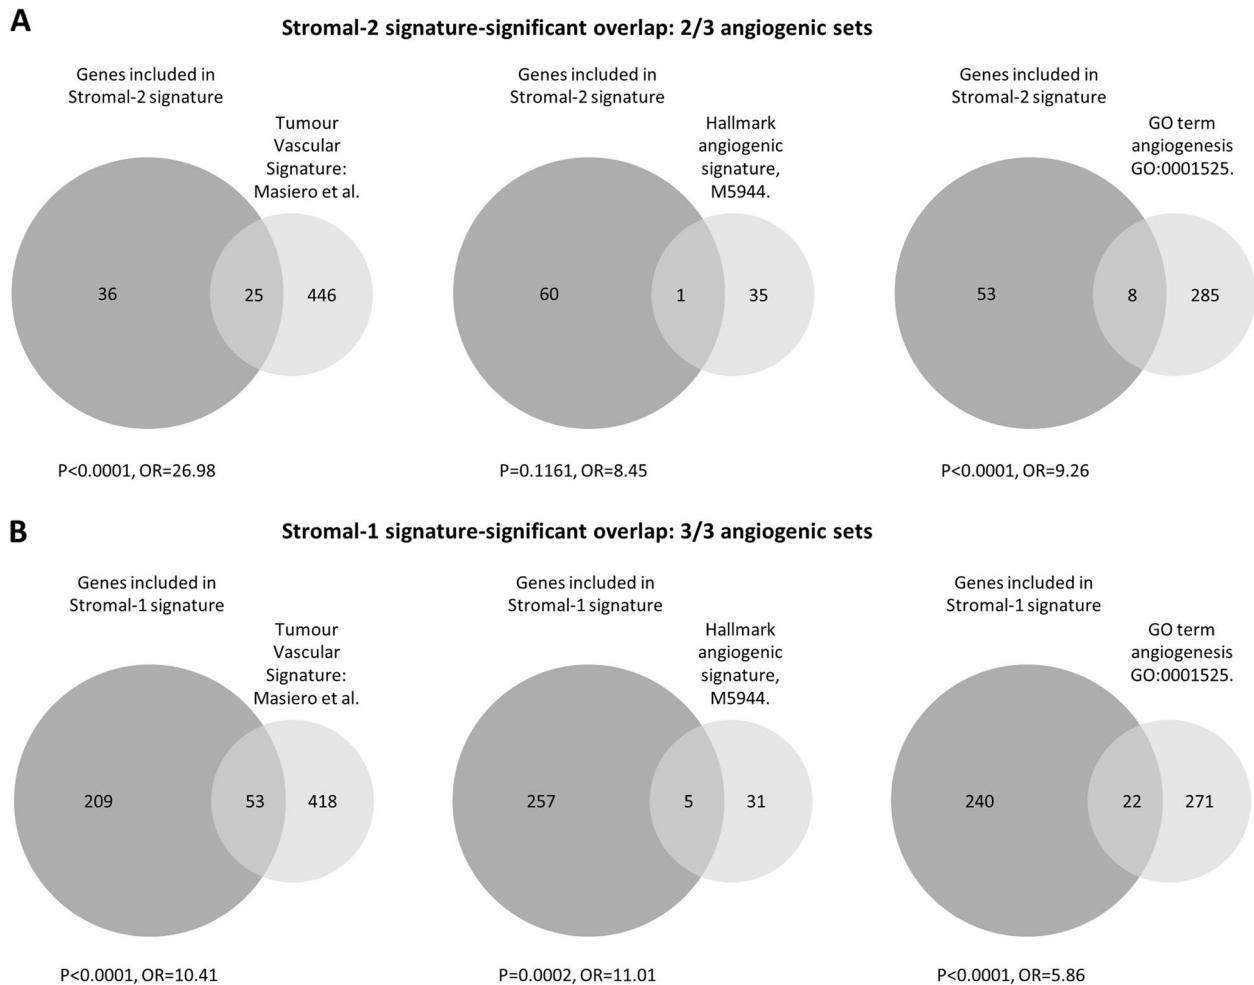 A
Stromal-2 signature-significant overlap: 2/3 angiogenic sets
Genes included in
Stromal-2 signature
Tumour
Vascular
Signature:
Masiero et al.
36
25
446
P<0.0001, OR=26.98
Genes included in
Stromal-2 signature
Hallmark
angiogenic
signature,
M5944.
60
1
35
P=0.1161, OR=8.45
Genes included in
Stromal-2 signature
GO term
angiogenesis
GO:0001525.
53
8
285
P<0.0001, OR=9.26
B
Stromal-1 signature-significant overlap: 3/3 angiogenic sets
Genes included in
Stromal-1 signature
Tumour
Vascular
Signature:
Masiero et al.
209
53
418
P<0.0001, OR=10.41
Genes included in
Stromal-1 signature
Hallmark
angiogenic
signature,
M5944.
257
5
31
P=0.0002, OR=11.01
Genes included in
Stromal-1 signature
GO term
angiogenesis
GO:0001525.
240
22
271
P<0.0001, OR=5.86